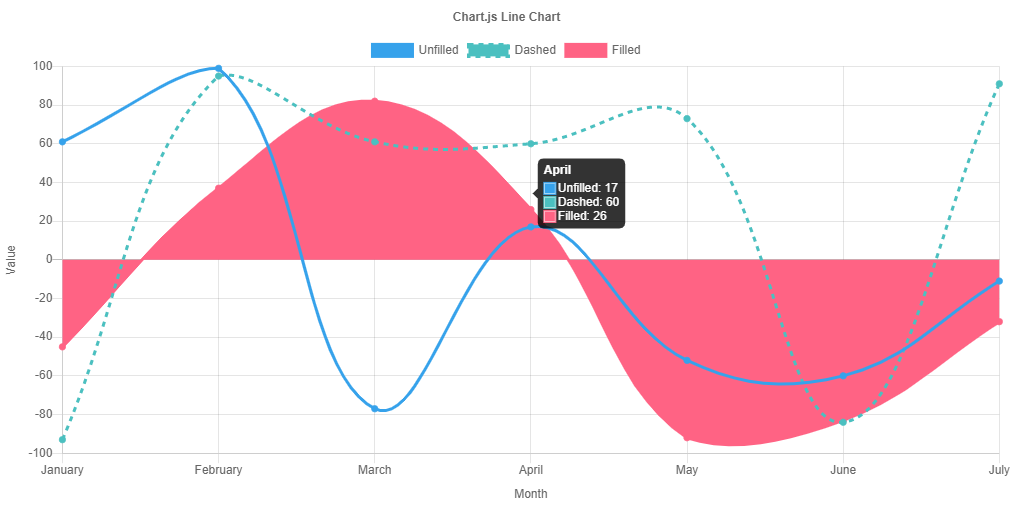 Chart.js Line Chart
Unfilled Dashed Filled
100
80
60
40
20
0
-20
-40
-60
-80
-100
Value
April
Unfilled: 17
Dashed: 60
Filled: 26
January February March April May June July
Month